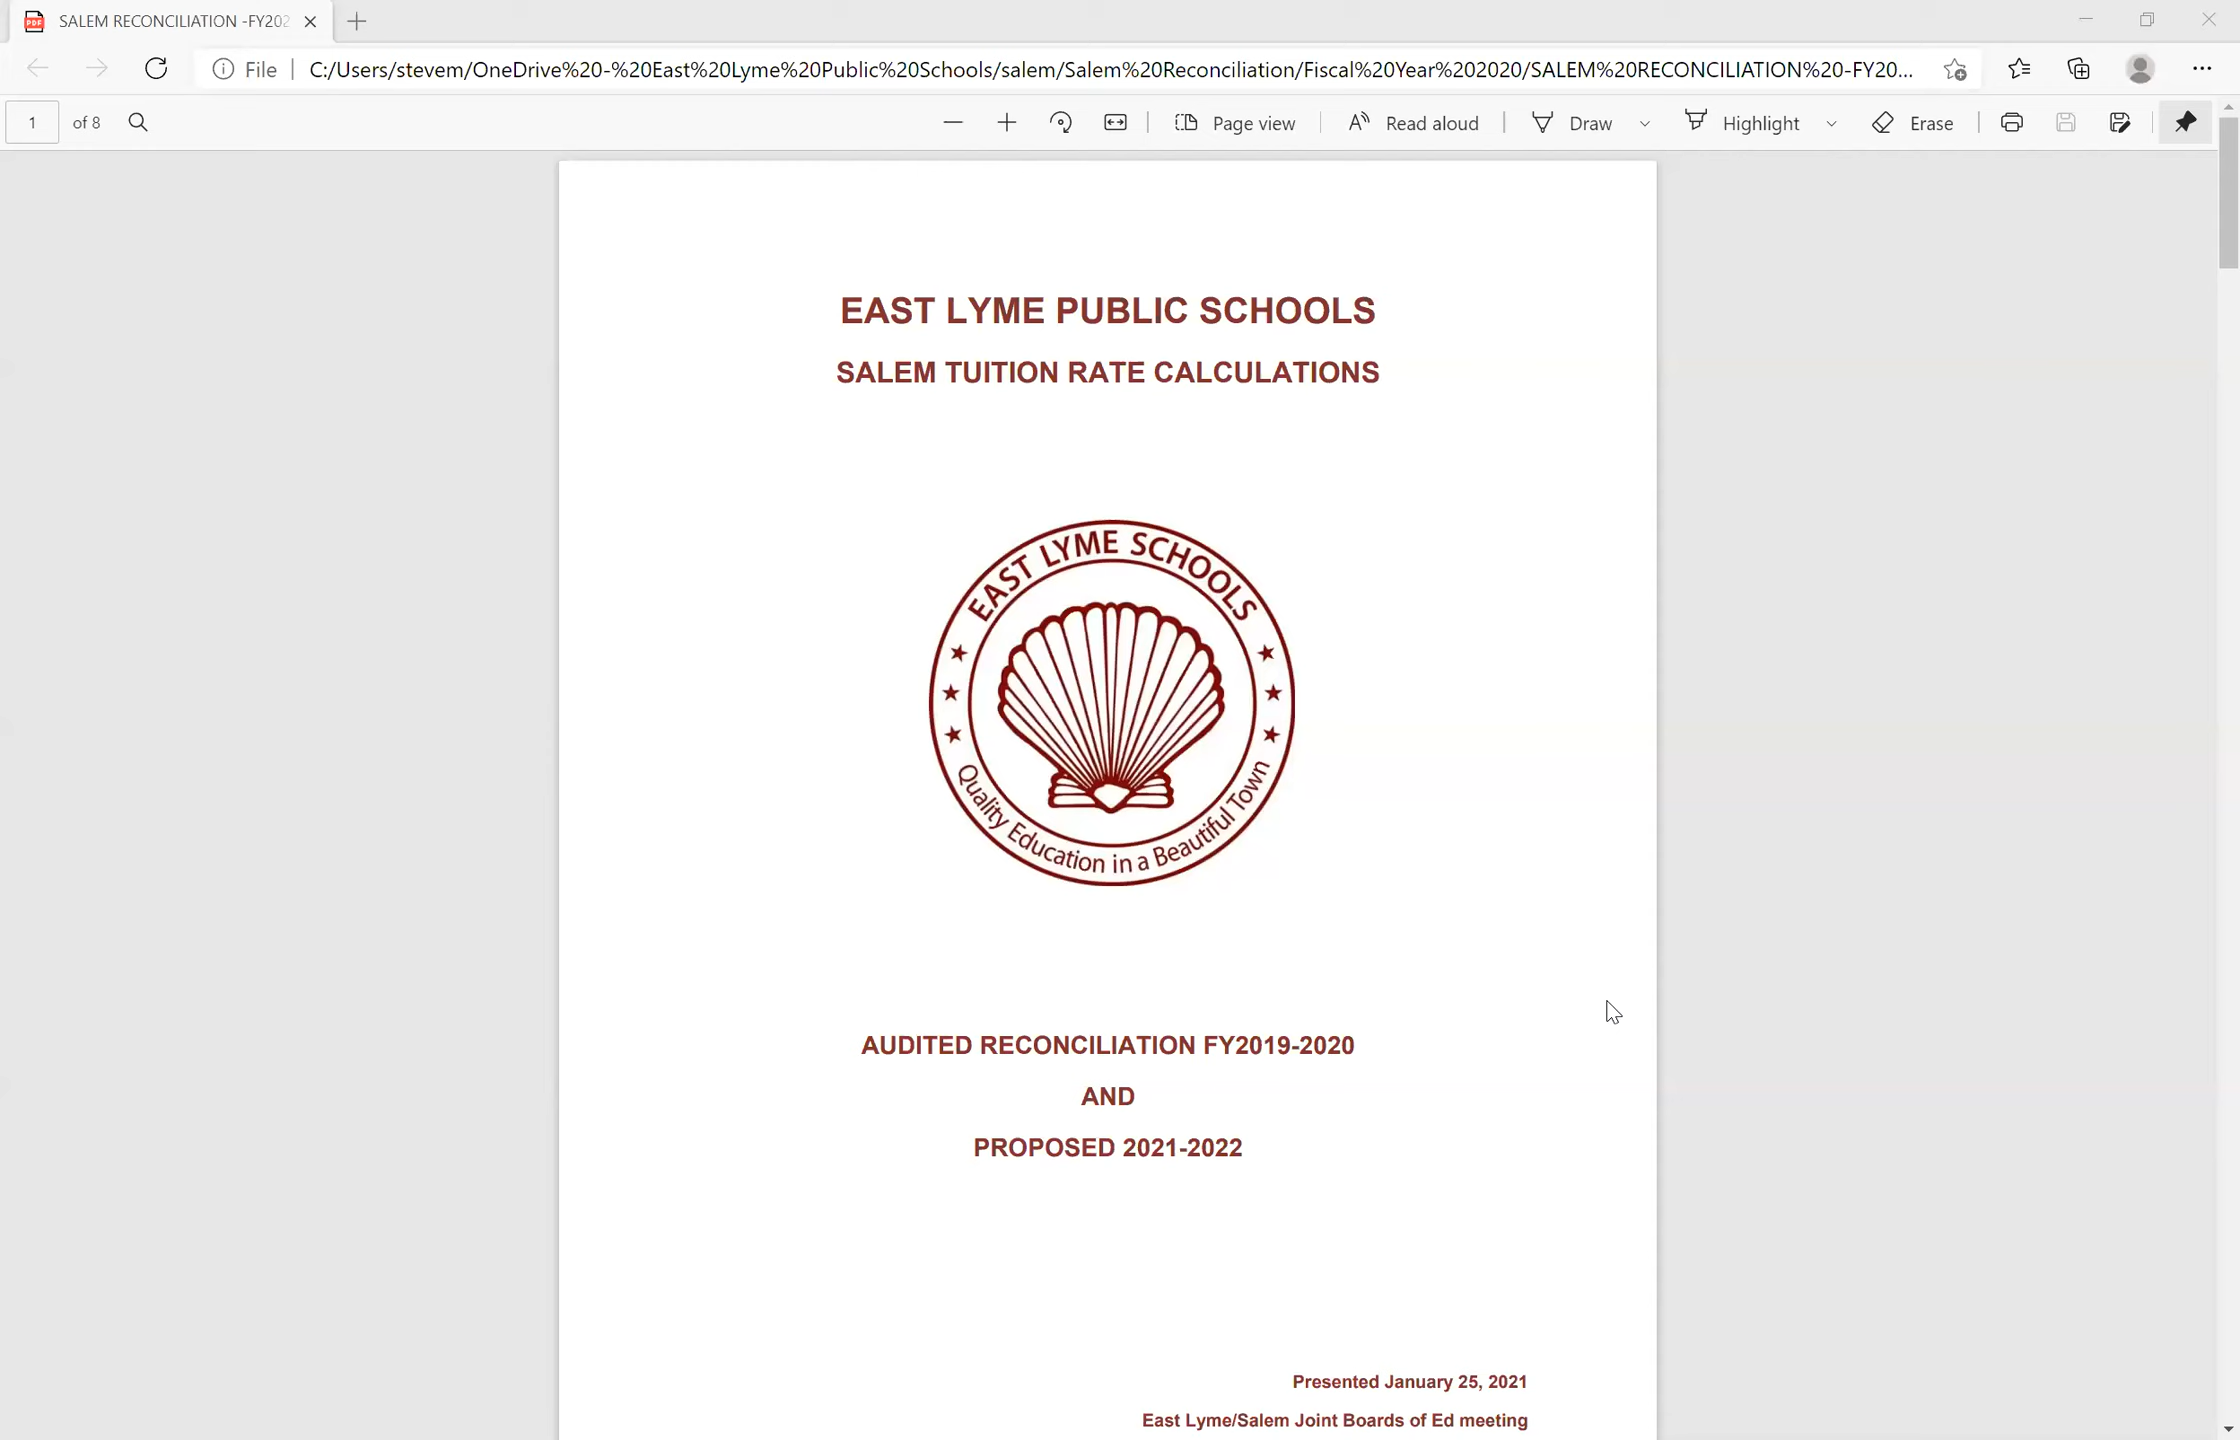 SALEM RECONCILIATION -FY202
File
C:/Users/stevem/OneDrive%20-%20East%20Lyme%20Public%20Schools/salem/Salem%20Reconciliation/Fiscal%20Year%202020/SALEM%20RECONCILIATION%20-FY20...
1 of 8
Page view
Read aloud
Draw
Highlight
Erase
EAST LYME PUBLIC SCHOOLS
SALEM TUITION RATE CALCULATIONS
EAST LYME SCHOOLS
Quality Education in a Beautiful Town
AUDITED RECONCILIATION FY2019-2020
AND
PROPOSED 2021-2022
Presented January 25, 2021
East Lyme/Salem Joint Boards of Ed meeting